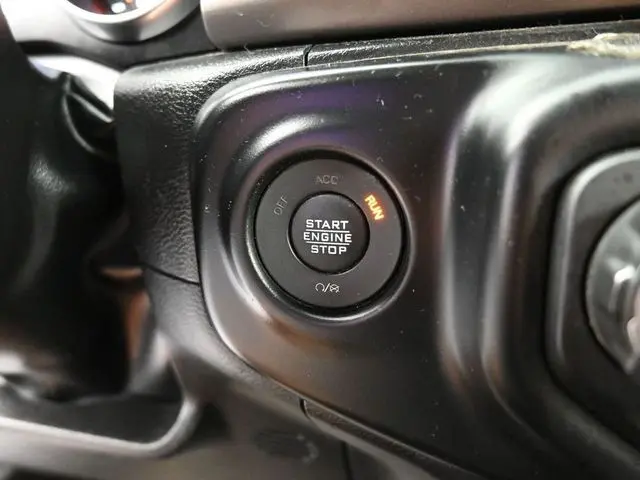 ACC
OFF
RUN
START
ENGINE
STOP